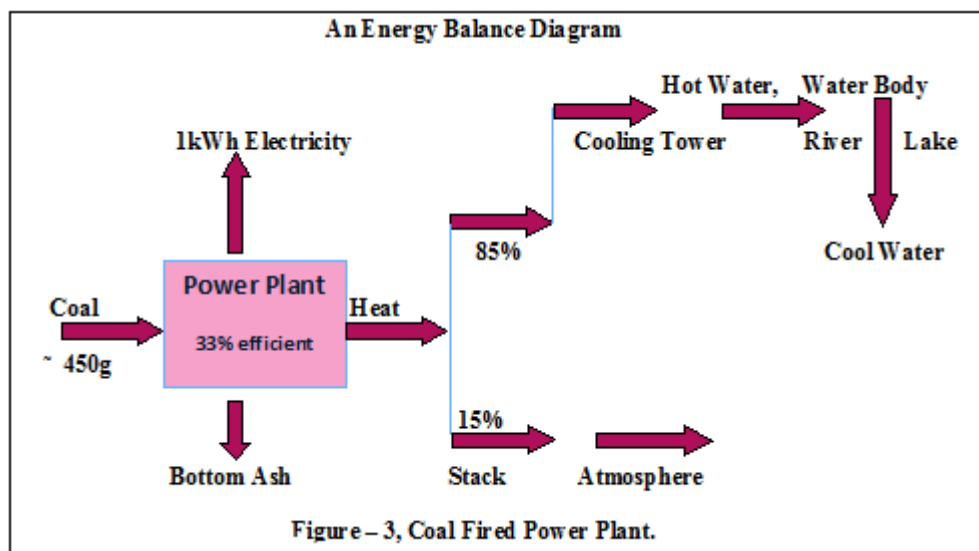 An Energy Balance Diagram
Hot Water, Water Body
1kWh Electricity
Cooling Tower
River Lake
85%
Cool Water
Power Plant
Coal
Heat
33% efficient
~ 450g
15%
Bottom Ash
Stack
Atmosphere
Figure – 3, Coal Fired Power Plant.